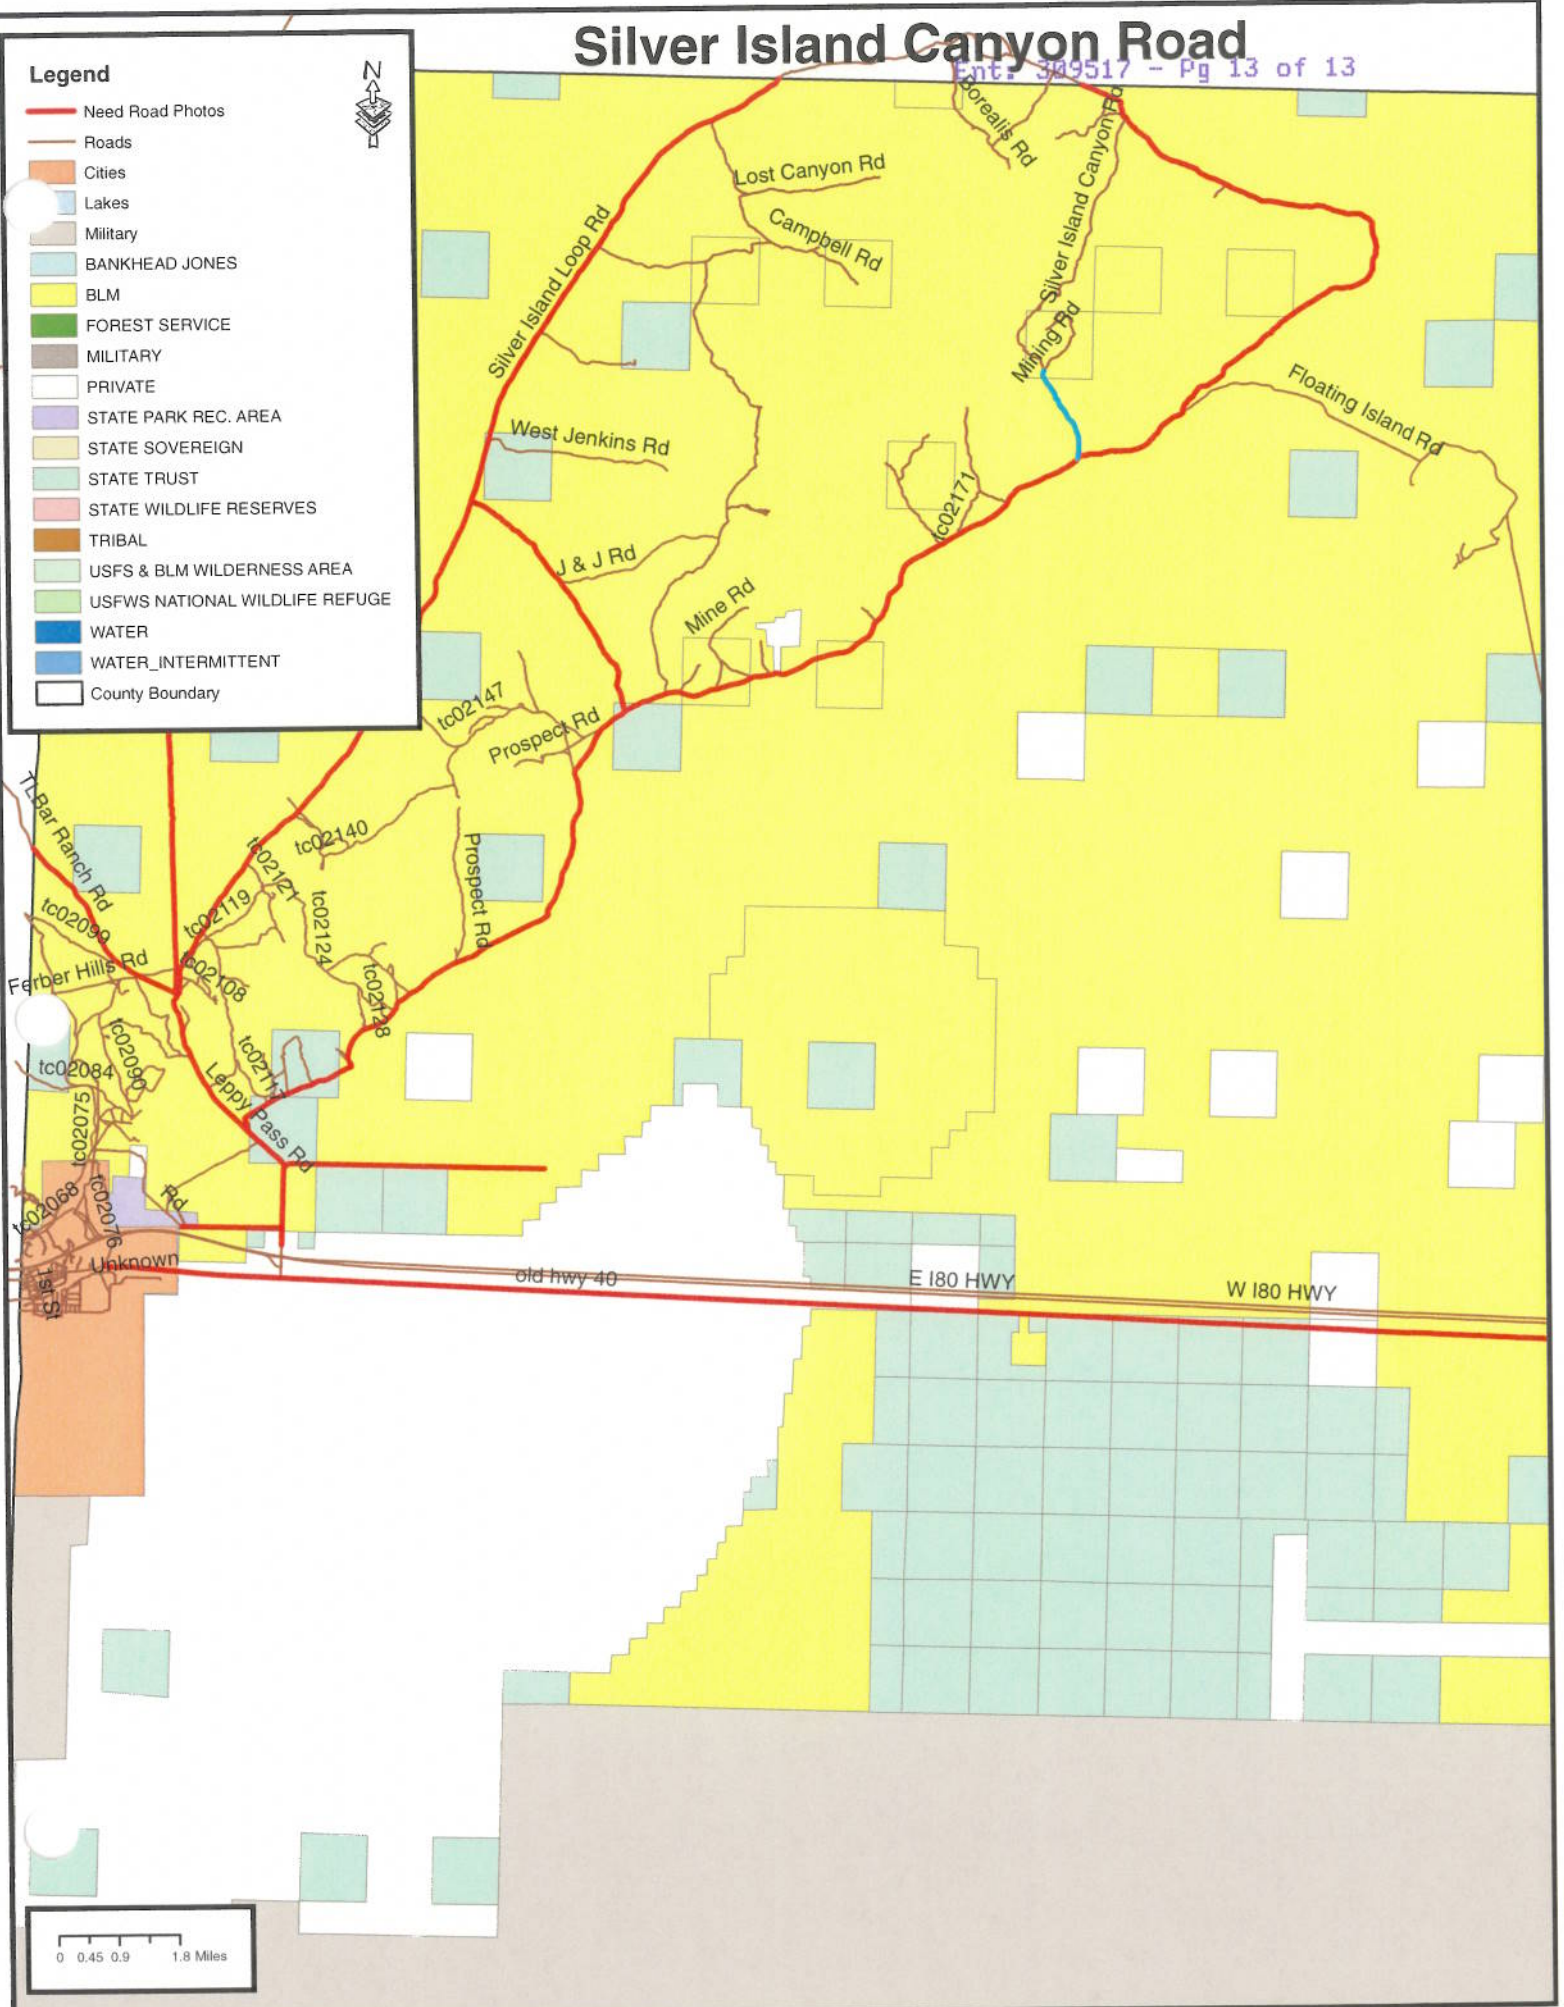 Silver Island Canyon Road
Ent: 309517 - Pg 13 of 13
Legend
N
Need Road Photos
Roads
Cities
Lakes
Military
BANKHEAD JONES
BLM
FOREST SERVICE
MILITARY
PRIVATE
STATE PARK REC. AREA
STATE SOVEREIGN
STATE TRUST
STATE WILDLIFE RESERVES
TRIBAL
USFS & BLM WILDERNESS AREA
USFWS NATIONAL WILDLIFE REFUGE
WATER
WATER_INTERMITTENT
County Boundary
Borealis Rd
Silver Island Canyon Rd
Lost Canyon Rd
Campbell Rd
Silver Island Loop Rd
Mining Rd
Floating Island Rd
West Jenkins Rd
tc02171
J & J Rd
Mine Rd
tc02147
Prospect Rd
TLBar Ranch Rd
tc02140
tc02121
Prospect Rd
tc02119
tc02124
tc02099
Ferber Hills Rd
tc02108
tc02128
tc02090
tc02084
tc02117
Leppy Pass Rd
tc02075
tc02068
tc02076
Rd
Unknown
1st St
old hwy 40
E I80 HWY
W I80 HWY
0 0.45 0.9 1.8 Miles